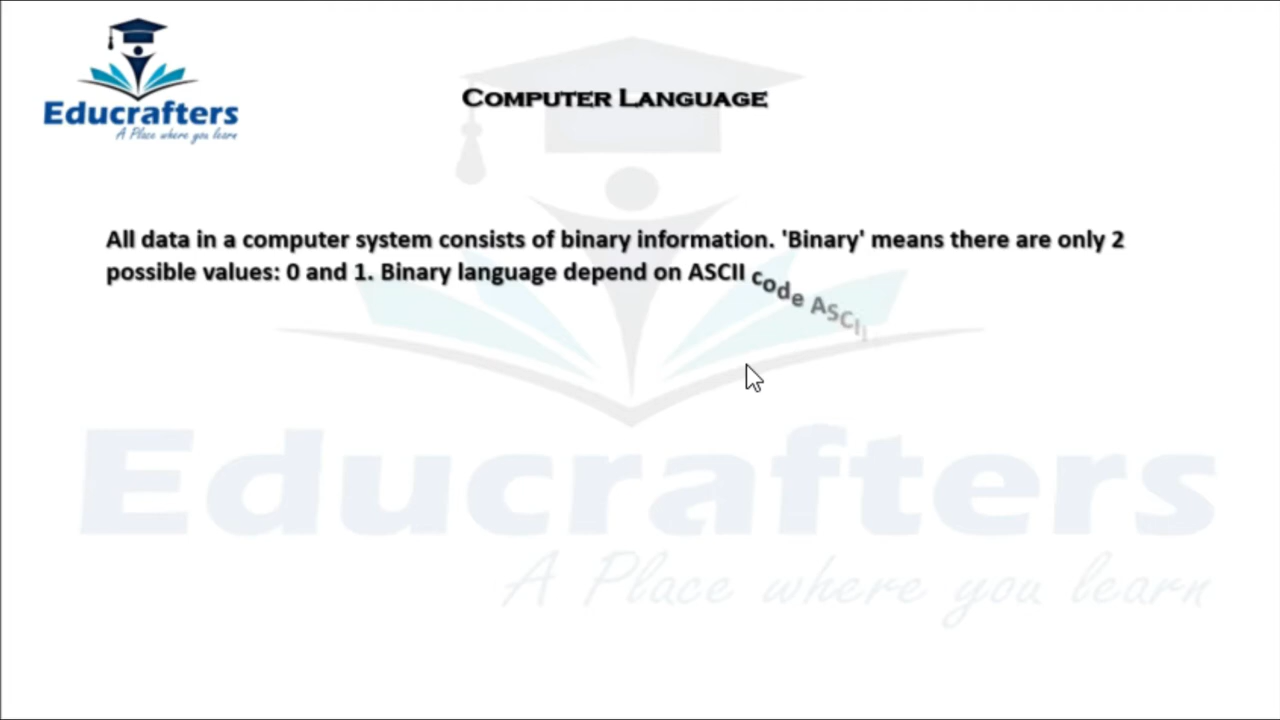 Educrafters
A Place where you learn
COMPUTER LANGUAGE
All data in a computer system consists of binary information. 'Binary' means there are only 2
possible values: 0 and 1. Binary language depend on ASCII code ASCII
Educrafters
A Place where you learn